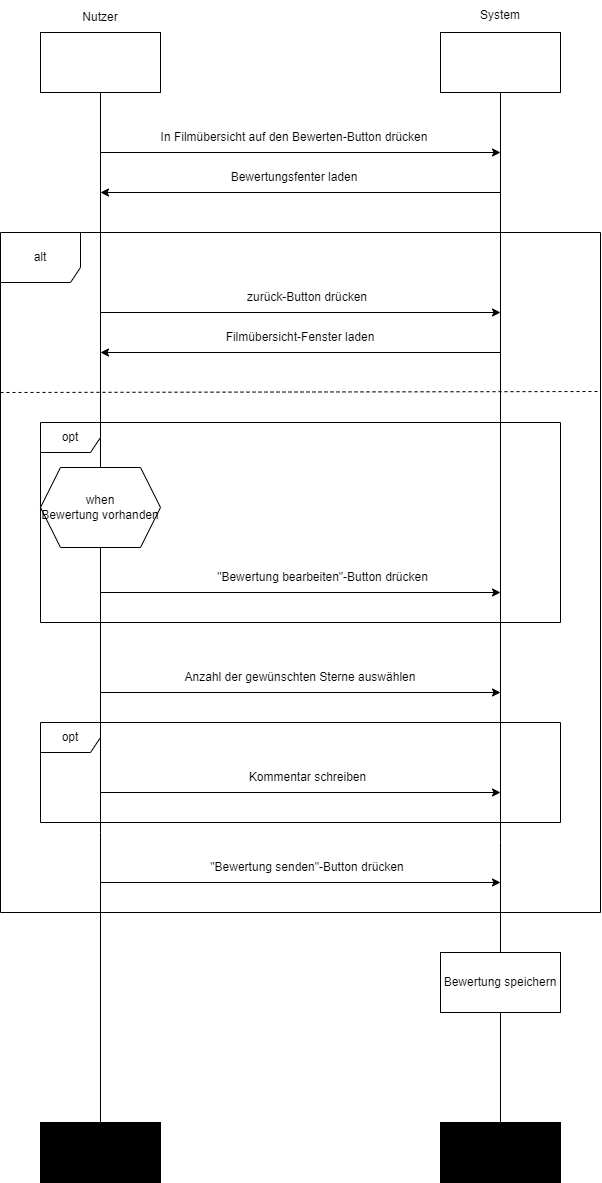 Nutzer
System
In Filmübersicht auf den Bewerten-Button drücken
Bewertungsfenter laden
alt
zurück-Button drücken
Filmübersicht-Fenster laden
opt
when
Bewertung vorhanden
"Bewertung bearbeiten"-Button drücken
Anzahl der gewünschten Sterne auswählen
opt
Kommentar schreiben
"Bewertung senden"-Button drücken
Bewertung speichern